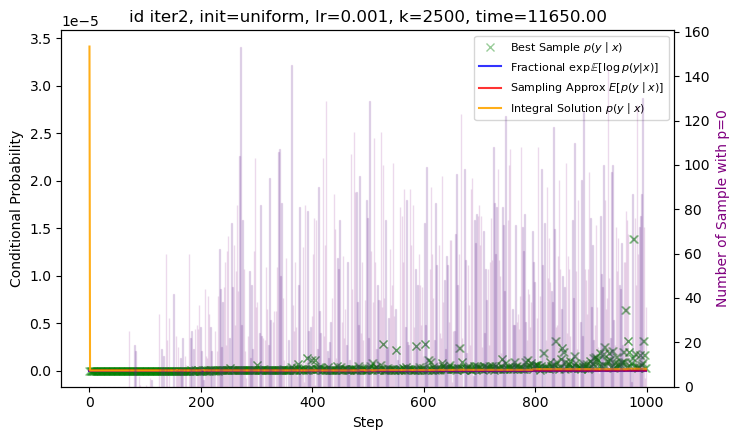 id iter2, init=uniform, lr=0.001, k=2500, time=11650.00
1e−5
Best Sample p(y | x)
Fractional exp𝔼[log p(y|x)]
Sampling Approx E[p(y | x)]
Integral Solution p(y | x)
Conditional Probability
3.5
3.0
2.5
2.0
1.5
1.0
0.5
0.0
160
140
120
100
80
60
40
20
0
Number of Sample with p=0
0 200 400 600 800 1000
Step